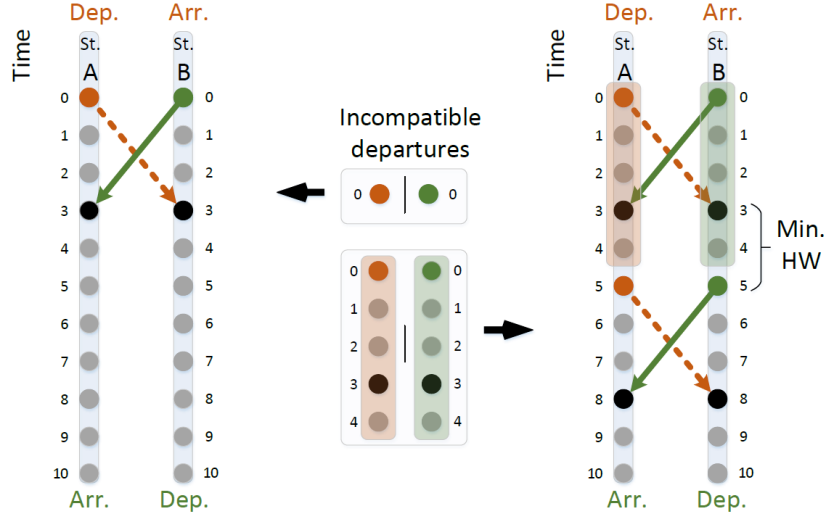 Dep. Arr.
Time
St. St.
A B
0 0
1 1
2 2
3 3
4 4
5 5
6 6
7 7
8 8
9 9
10 10
Arr. Dep.
Incompatible
departures
0 0
0 0
1 1
2 2
3 3
4 4
Dep. Arr.
Time
St. St.
A B
0 0
1 1
2 2
3 3
4 4
Min.
HW
5 5
6 6
7 7
8 8
9 9
10 10
Arr. Dep.